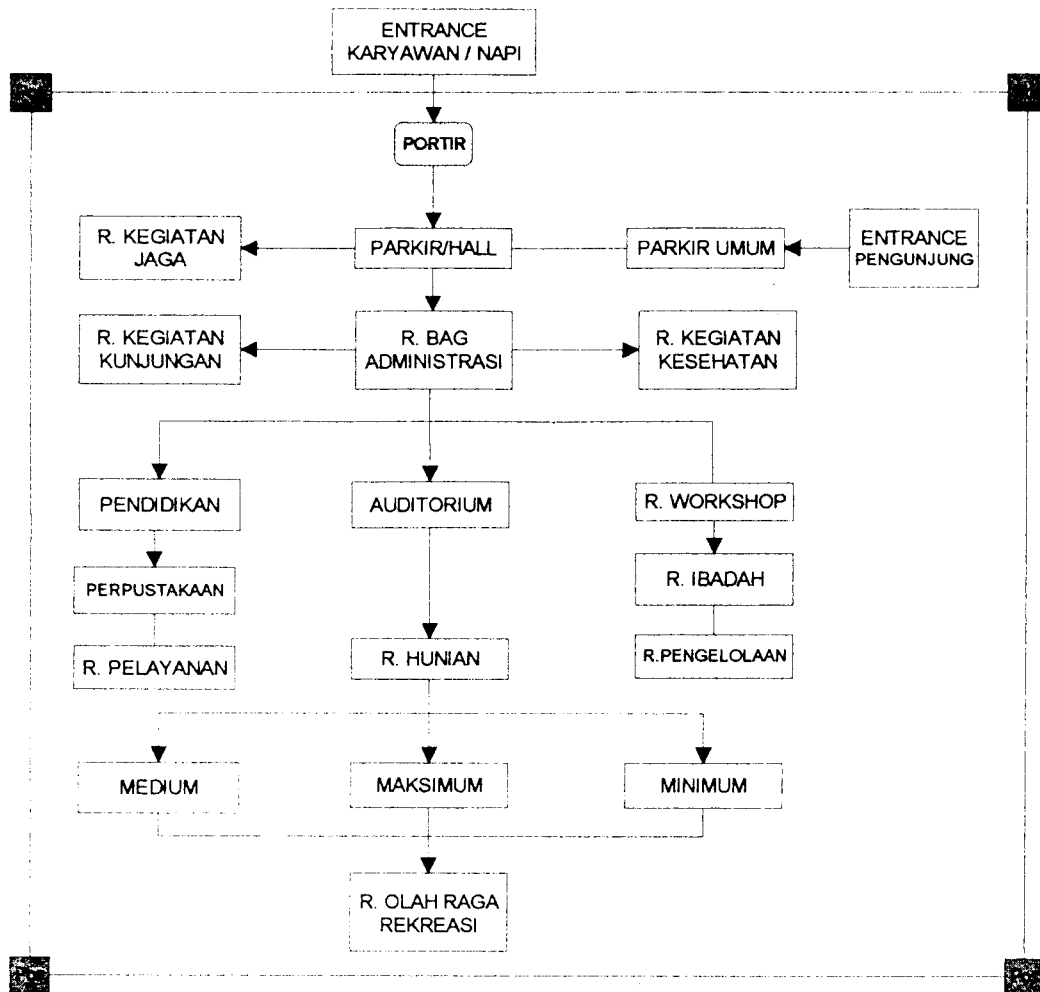 ENTRANCE
KARYAWAN / NAPI
PORTIR
R. KEGIATAN
JAGA
PARKIR/HALL
PARKIR UMUM
ENTRANCE
PENGUNJUNG
R. KEGIATAN
KUNJUNGAN
R. BAG
ADMINISTRASI
R. KEGIATAN
KESEHATAN
PENDIDIKAN
AUDITORIUM
R. WORKSHOP
PERPUSTAKAAN
R. IBADAH
R. PELAYANAN
R. HUNIAN
R.PENGELOLAAN
MEDIUM
MAKSIMUM
MINIMUM
R. OLAH RAGA
REKREASI